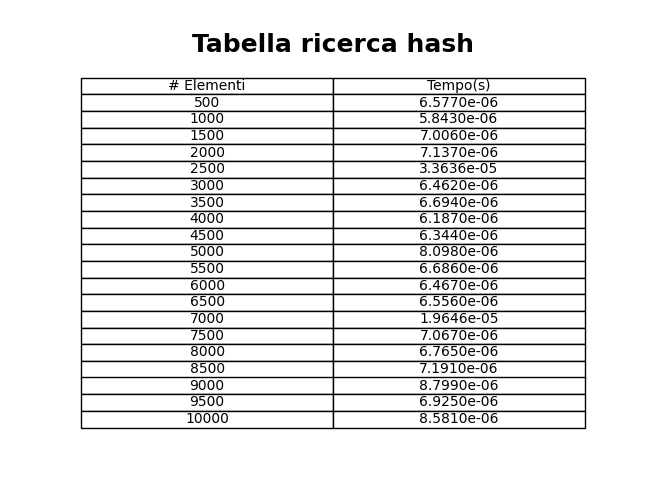 Tabella ricerca hash
# Elementi Tempo(s)
500 6.5770e-06
1000 5.8430e-06
1500 7.0060e-06
2000 7.1370e-06
2500 3.3636e-05
3000 6.4620e-06
3500 6.6940e-06
4000 6.1870e-06
4500 6.3440e-06
5000 8.0980e-06
5500 6.6860e-06
6000 6.4670e-06
6500 6.5560e-06
7000 1.9646e-05
7500 7.0670e-06
8000 6.7650e-06
8500 7.1910e-06
9000 8.7990e-06
9500 6.9250e-06
10000 8.5810e-06